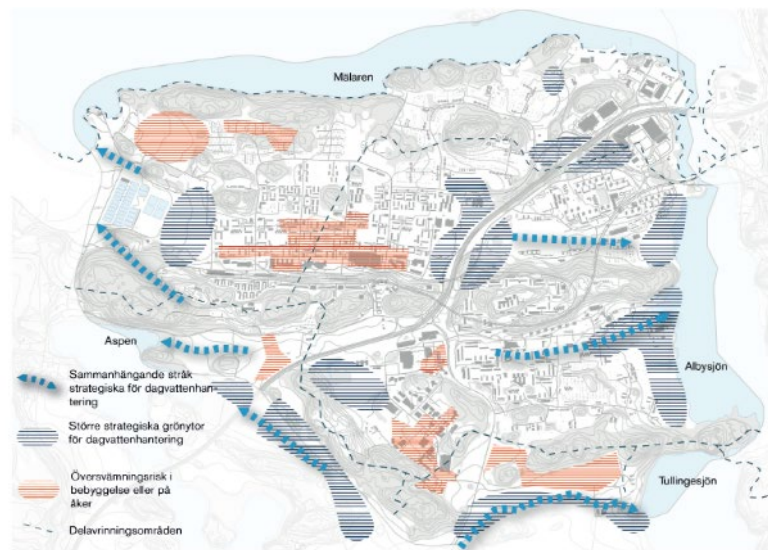 Mälaren
Aspen
Sammanhängande stråk
strategiska för dagvattenhan-
tering
Albysjön
Större strategiska grönytor
för dagvattenhantering
Översvämningsrisk i
bebyggelse eller på
åker
Tullingesjön
Delavrinningsområden